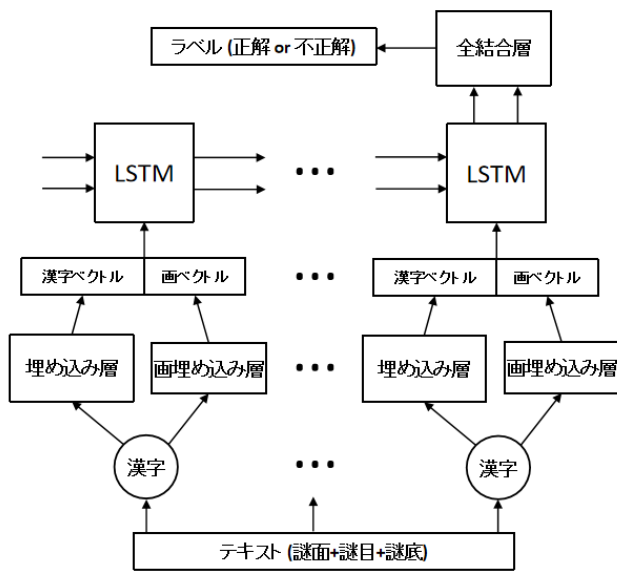 ラベル (正解 or 不正解)
全結合層
LSTM
・・・
LSTM
漢字ベクトル
画ベクトル
・・・
漢字ベクトル
画ベクトル
埋め込み層
画埋め込み層
・・・
埋め込み層
画埋め込み層
漢字
・・・
漢字
テキスト (謎面+謎目+謎底)